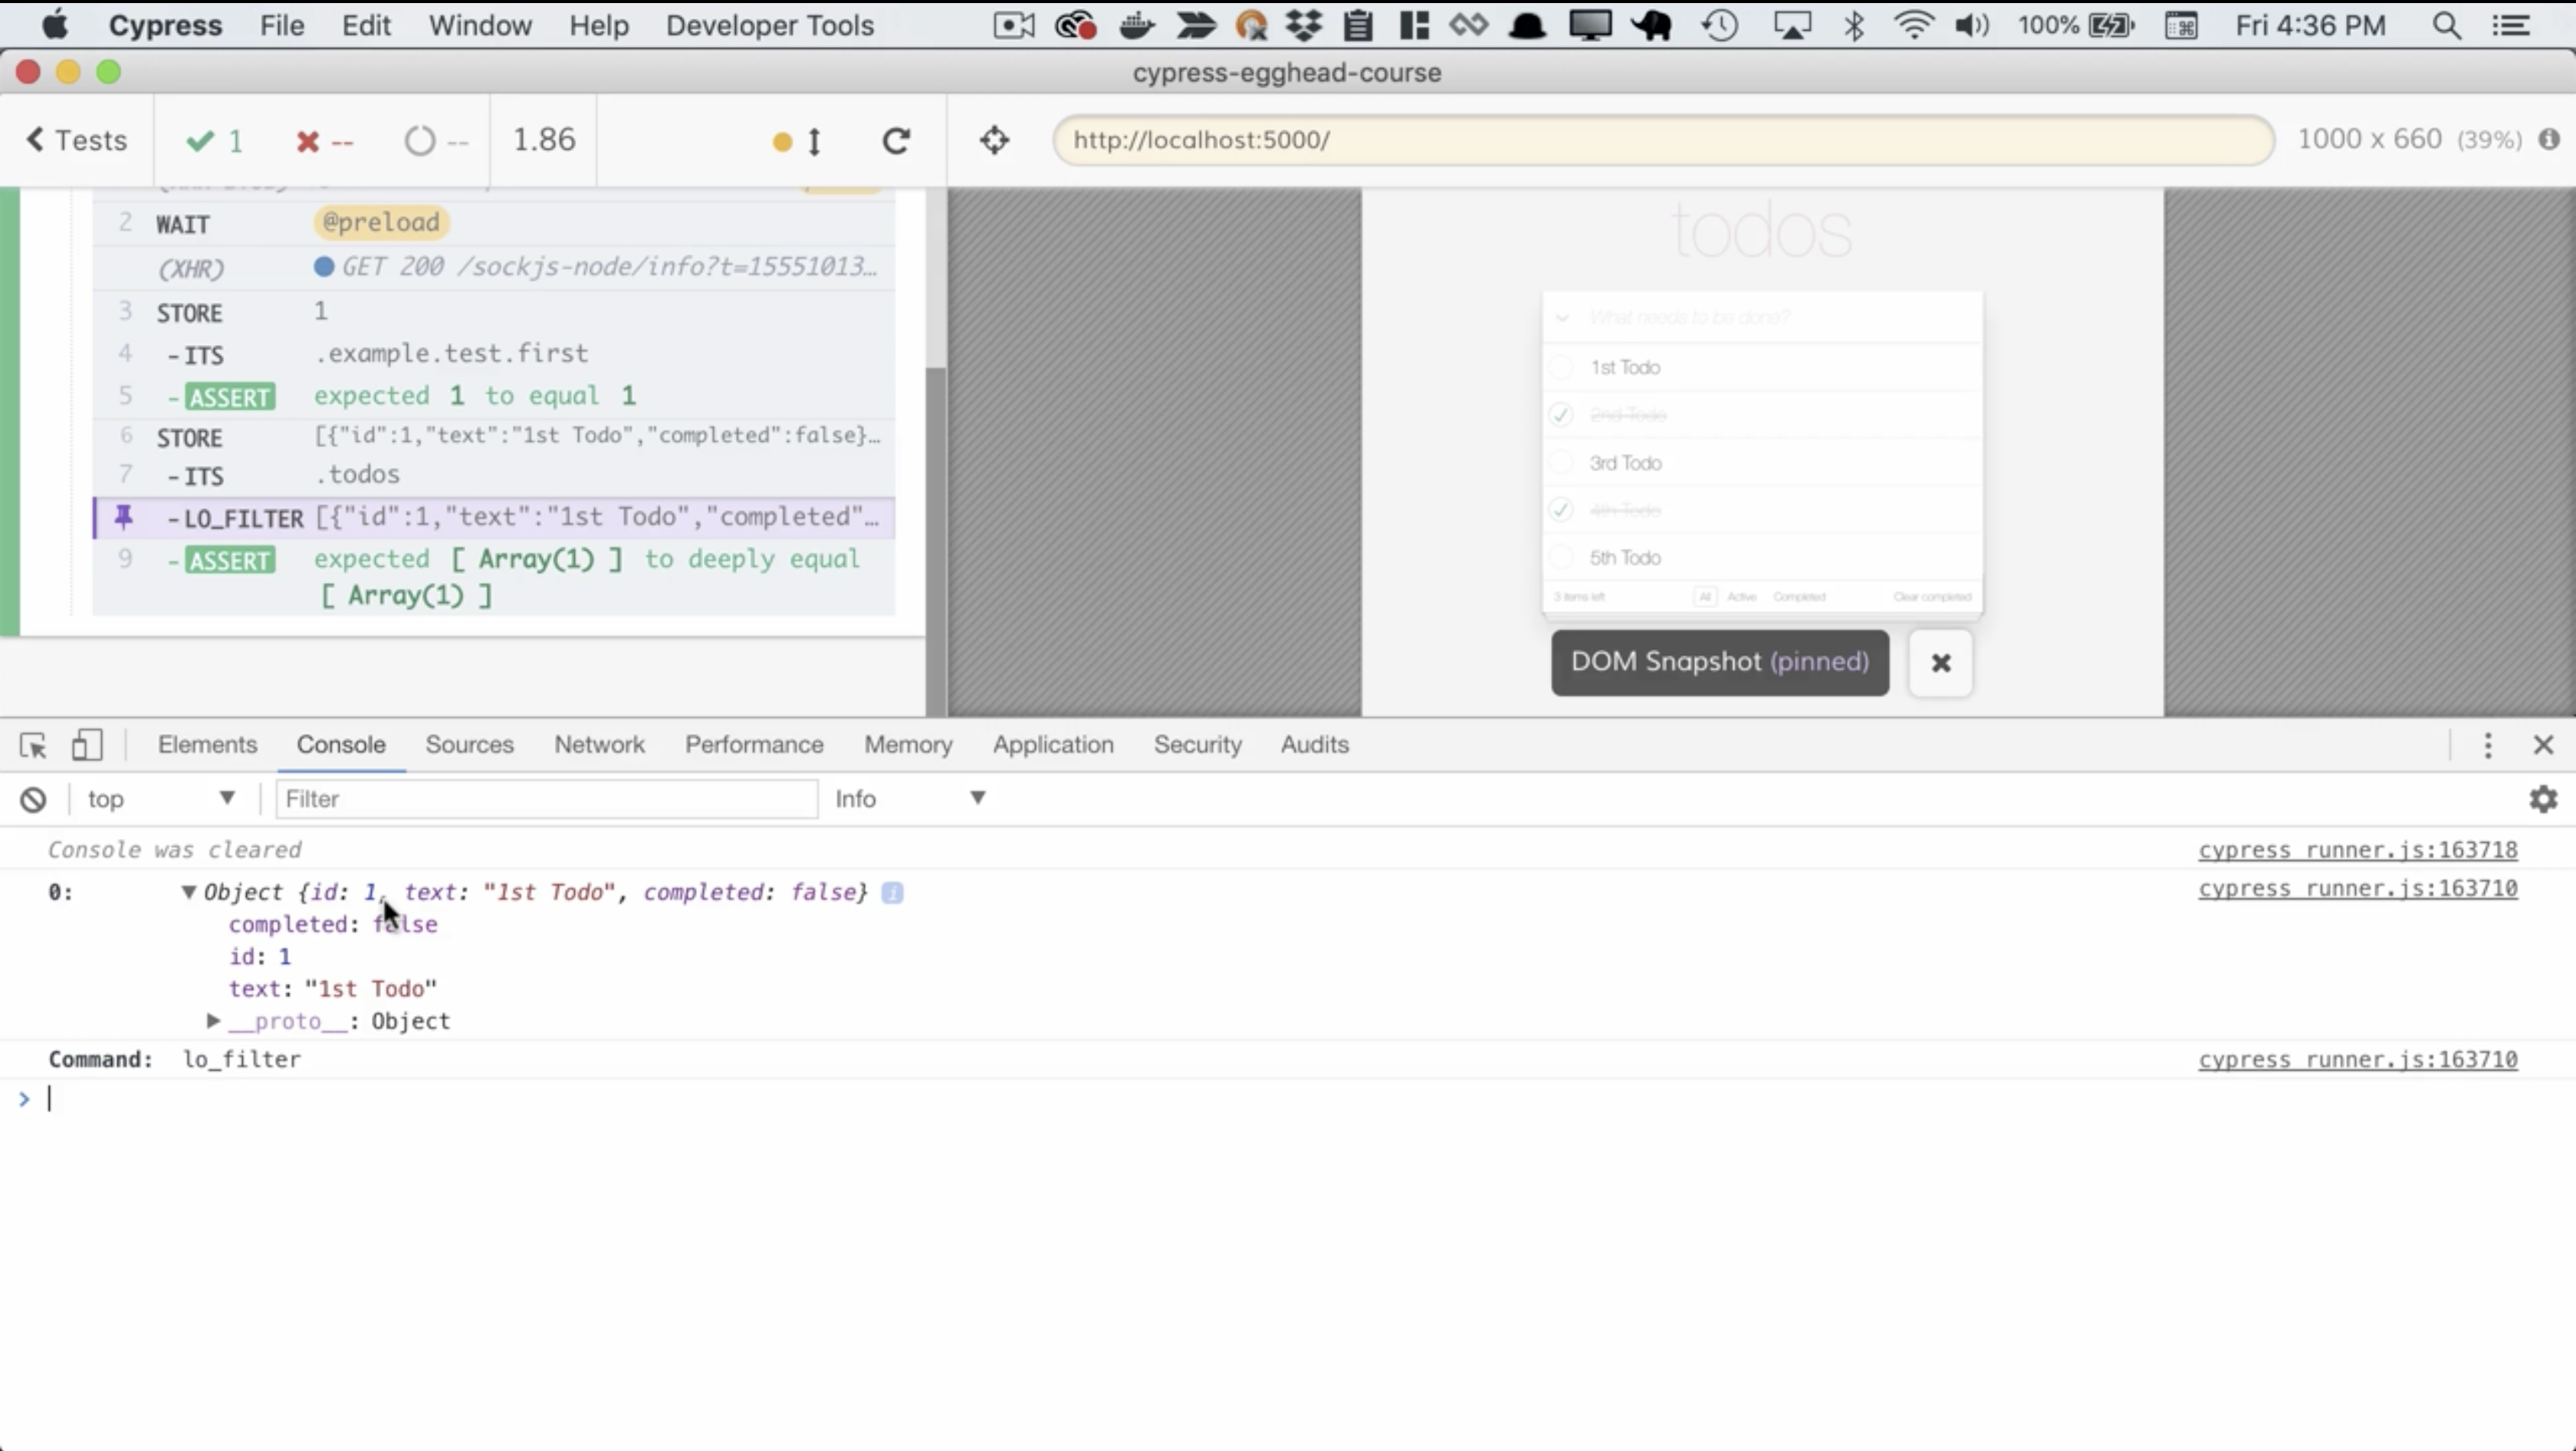 Cypress File Edit Window Help Developer Tools 100% Fri 4:36 PM
cypress-egghead-course
Tests 1 -- -- 1.86 http://localhost:5000/ 1000 x 660 (39%)
2 WAIT @preload
(XHR) GET 200 /sockjs-node/info?t=15551013…
3 STORE 1
4 -ITS .example.test.first
5 -ASSERT expected 1 to equal 1
6 STORE [{"id":1,"text":"1st Todo","completed":false}…
7 -ITS .todos
-LO_FILTER [{"id":1,"text":"1st Todo","completed"…
9 -ASSERT expected [ Array(1) ] to deeply equal
[ Array(1) ]
todos
What needs to be done?
1st Todo
2nd Todo
3rd Todo
4th Todo
5th Todo
3 items left All Active Completed Clear completed
DOM Snapshot (pinned)
Elements Console Sources Network Performance Memory Application Security Audits
top Filter Info
Console was cleared cypress_runner.js:163718
0: Object {id: 1, text: "1st Todo", completed: false} cypress_runner.js:163710
completed: false
id: 1
text: "1st Todo"
__proto__: Object
Command: lo_filter cypress_runner.js:163710